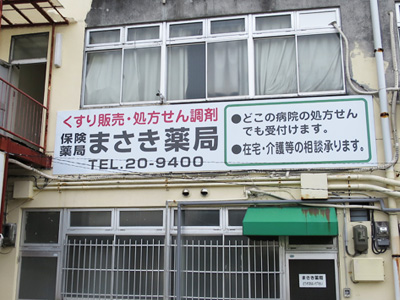 くすり販売・処方せん調剤
保険
薬局
まさき薬局
TEL.20-9400
●どこの病院の処方せん
でも受付けます。
●在宅・介護等の相談承ります。
まさき薬局